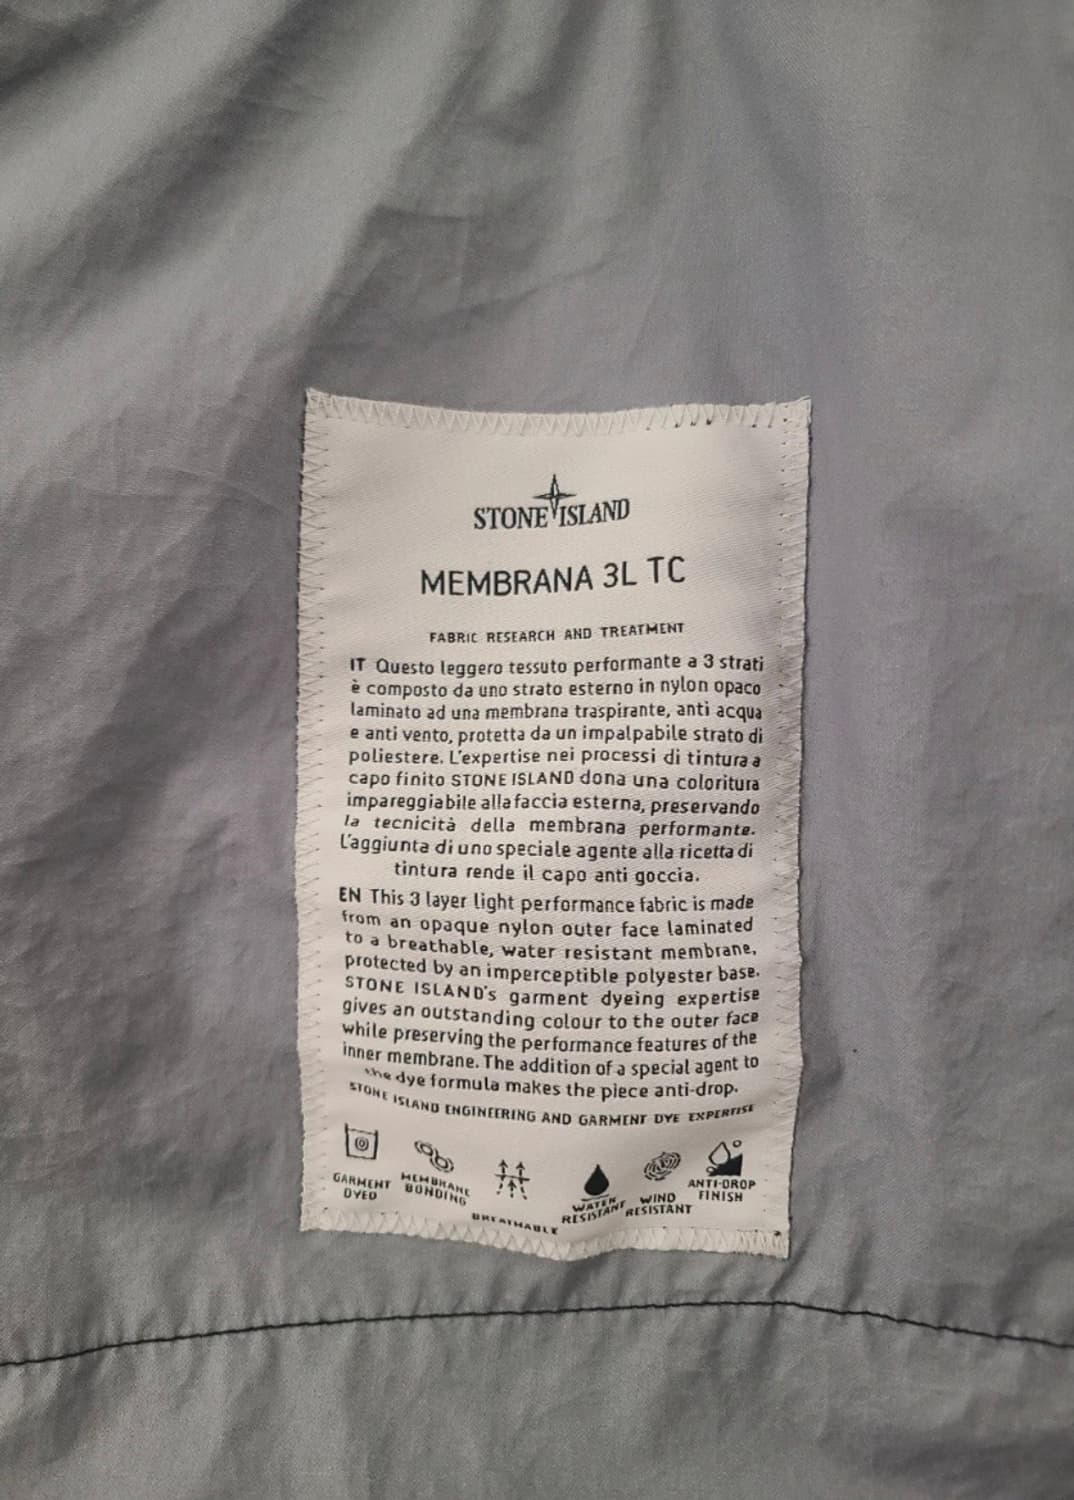 STONE ISLAND
MEMBRANA 3L TC
FABRIC RESEARCH AND TREATMENT
IT Questo leggero tessuto performante a 3 strati
è composto da uno strato esterno in nylon opaco
laminato ad una membrana traspirante, anti acqua
e anti vento, protetta da un impalpabile strato di
poliestere. L'expertise nei processi di tintura a
capo finito STONE ISLAND dona una coloritura
impareggiabile alla faccia esterna, preservando
la tecnicità della membrana performante.
L'aggiunta di uno speciale agente alla ricetta di
tintura rende il capo anti goccia.
EN This 3 layer light performance fabric is made
from an opaque nylon outer face laminated
to a breathable, water resistant membrane,
protected by an imperceptible polyester base.
STONE ISLAND's garment dyeing expertise
gives an outstanding colour to the outer face
while preserving the performance features of the
inner membrane. The addition of a special agent to
the dye formula makes the piece anti-drop.
STONE ISLAND ENGINEERING AND GARMENT DYE EXPERTISE
GARMENT
DYED
MEMBRANE
BONDING
BREATHABLE
WATER
RESISTANT
WIND
RESISTANT
ANTI-DROP
FINISH